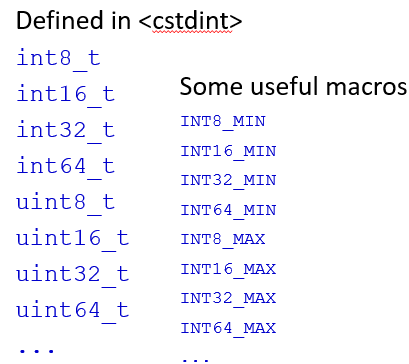 Defined in <cstdint>
int8_t
int16_t
int32_t
int64_t
uint8_t
uint16_t
uint32_t
uint64_t
...
Some useful macros
INT8_MIN
INT16_MIN
INT32_MIN
INT64_MIN
INT8_MAX
INT16_MAX
INT32_MAX
INT64_MAX
...